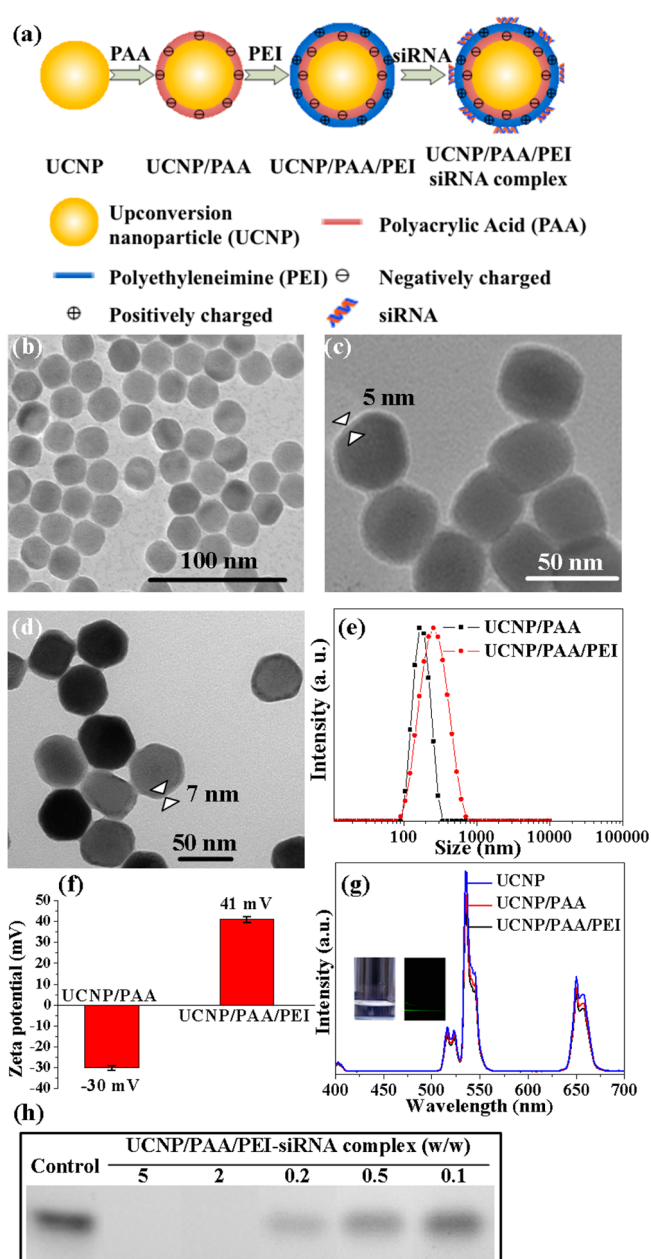 (a)
PAA
PEI
siRNA
UCNP
UCNP/PAA
UCNP/PAA/PEI
UCNP/PAA/PEI
siRNA complex
Upconversion
nanoparticle (UCNP)
Polyacrylic Acid (PAA)
Polyethyleneimine (PEI)
Negatively charged
Positively charged
siRNA
(b)
100 nm
(c)
5 nm
50 nm
(d)
7 nm
50 nm
(e)
UCNP/PAA
UCNP/PAA/PEI
Intensity (a. u.)
100 1000 10000 100000
Size (nm)
(f)
Zeta potential (mV)
50
40
30
20
10
0
-10
-20
-30
-40
41 mV
UCNP/PAA
UCNP/PAA/PEI
-30 mV
(g)
UCNP
UCNP/PAA
UCNP/PAA/PEI
Intensity (a.u.)
400 450 500 550 600 650 700
Wavelength (nm)
(h)
UCNP/PAA/PEI-siRNA complex (w/w)
Control
5 2 0.2 0.5 0.1